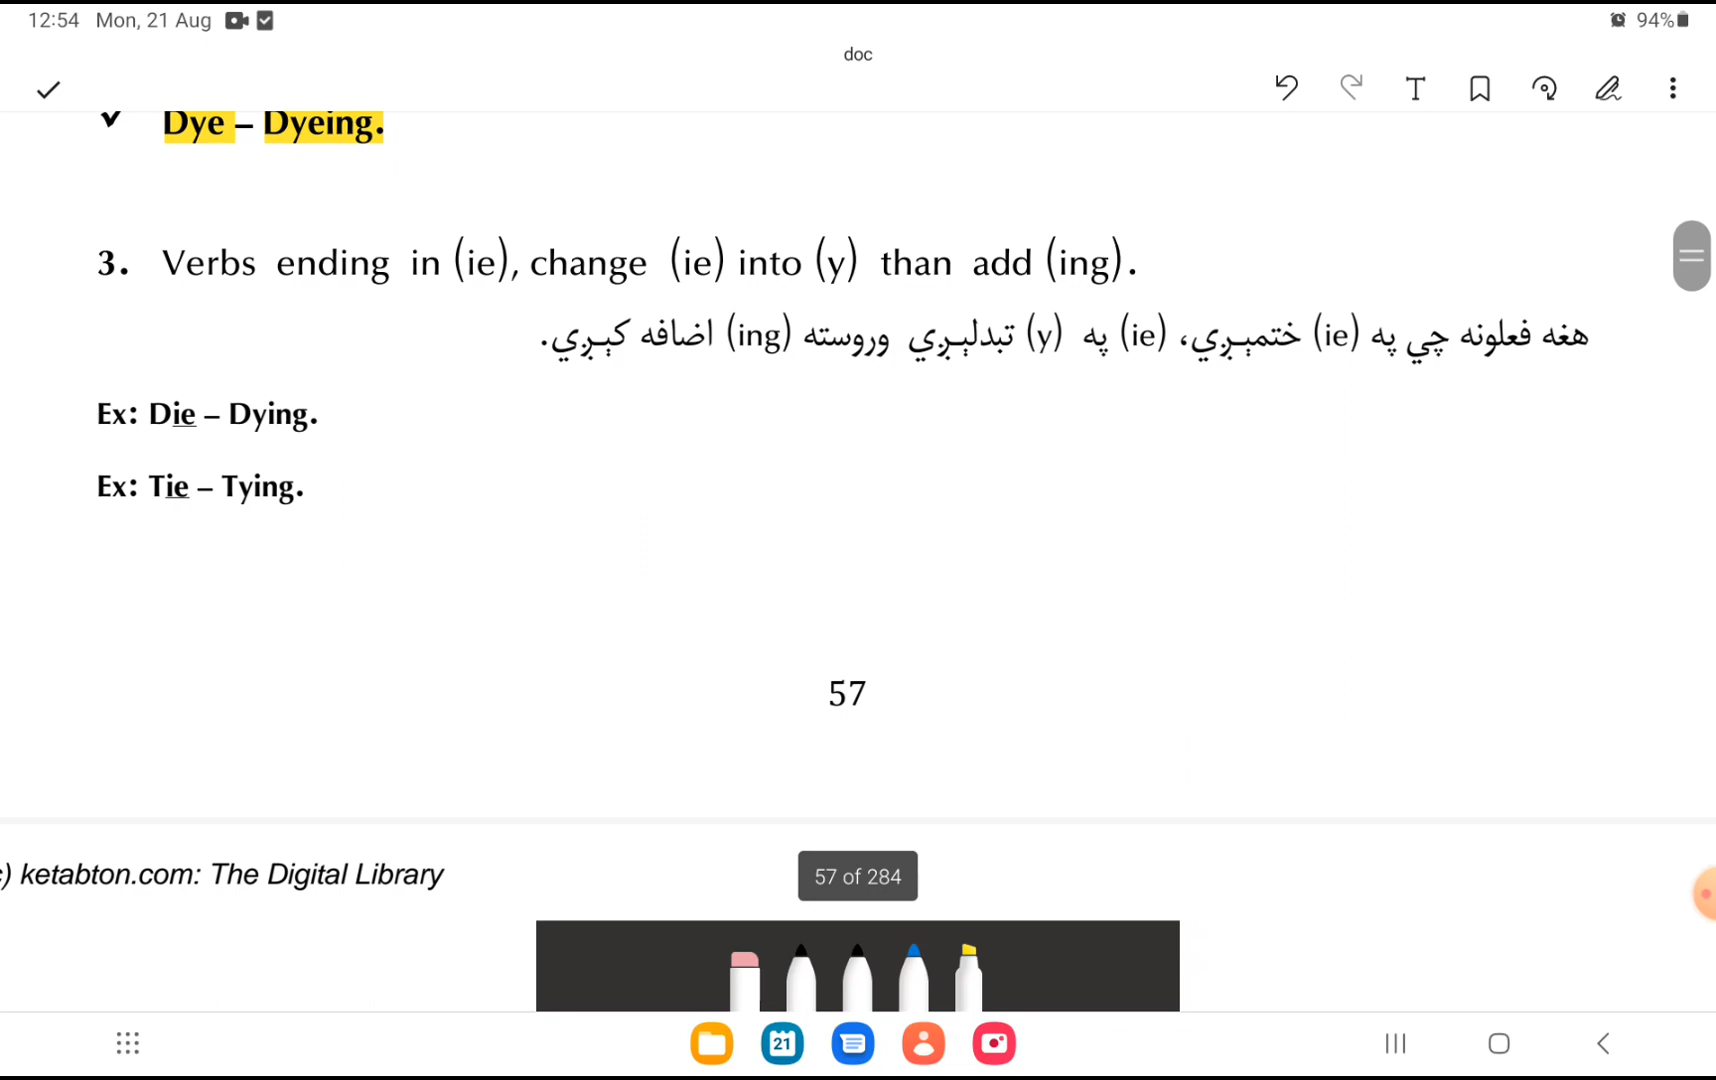 12:54 Mon, 21 Aug
94%
doc
✓ Dye – Dyeing.
3. Verbs ending in (ie), change (ie) into (y) than add (ing).
هغه فعلونه چي په (ie) ختميږي، (ie) په (y) تبدلېږي وروسته (ing) اضافه کېږي.
Ex: Die – Dying.
Ex: Tie – Tying.
57
) ketabton.com: The Digital Library
57 of 284
21